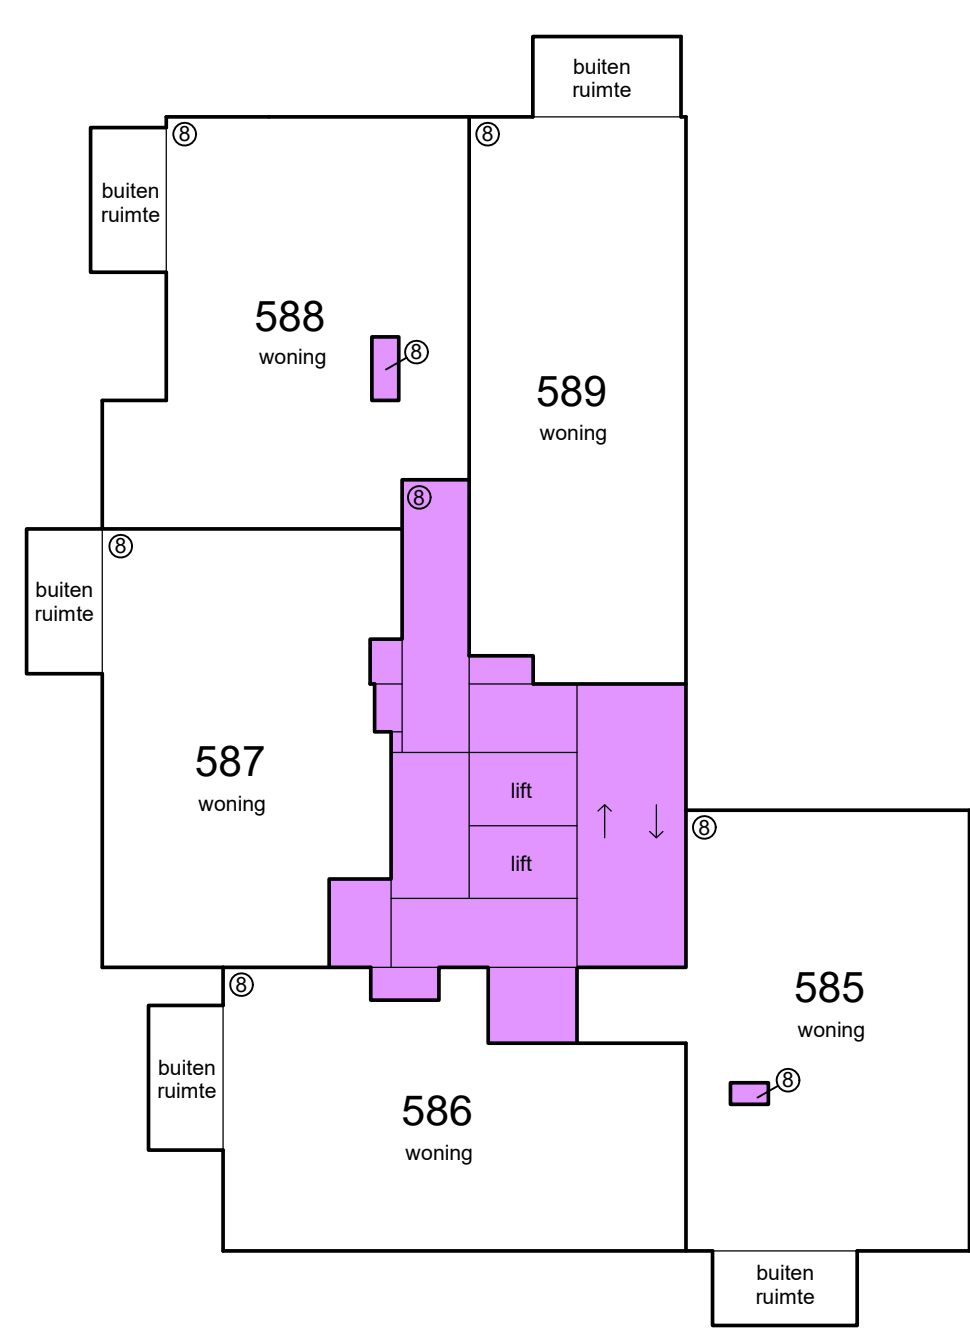 buiten
ruimte
⑧
⑧
buiten
ruimte
588
woning
⑧
589
woning
⑧
⑧
buiten
ruimte
587
woning
lift
↑ ↓
lift
⑧
⑧
585
woning
buiten
ruimte
⑧
586
woning
buiten
ruimte